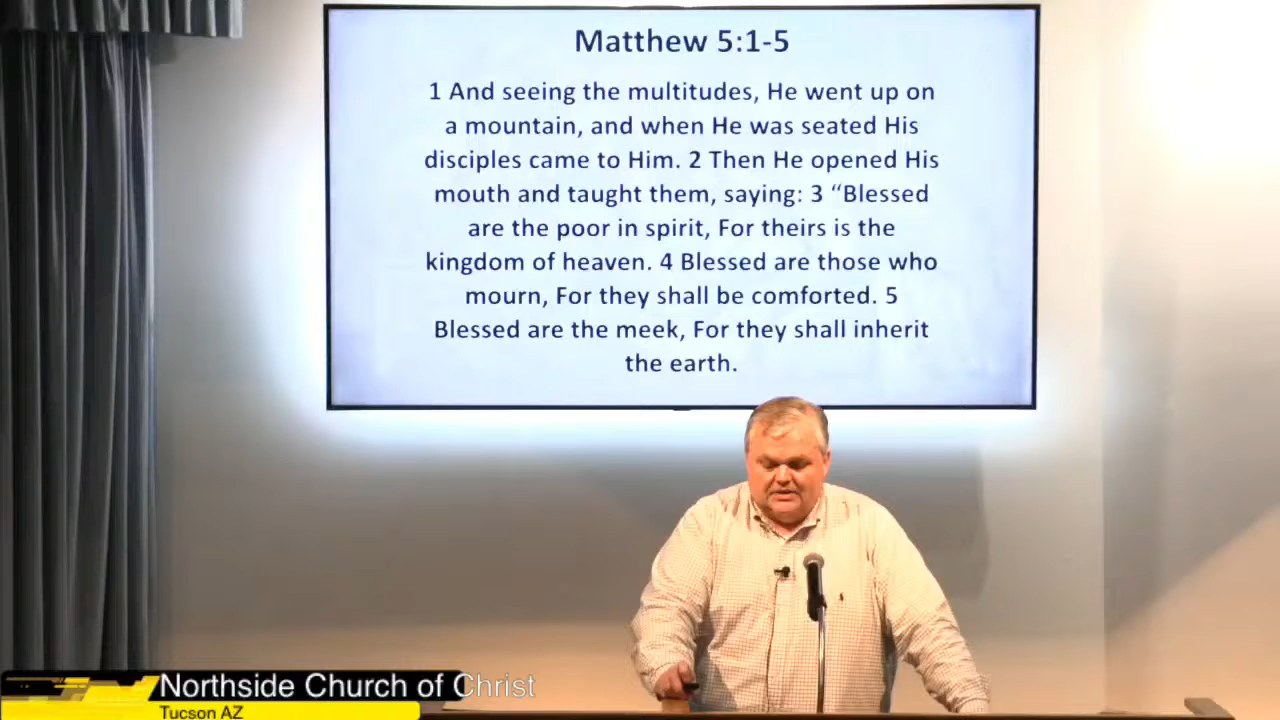 Matthew 5:1-5
1 And seeing the multitudes, He went up on
a mountain, and when He was seated His
disciples came to Him. 2 Then He opened His
mouth and taught them, saying: 3 “Blessed
are the poor in spirit, For theirs is the
kingdom of heaven. 4 Blessed are those who
mourn, For they shall be comforted. 5
Blessed are the meek, For they shall inherit
the earth.
Northside Church of Christ
Tucson AZ